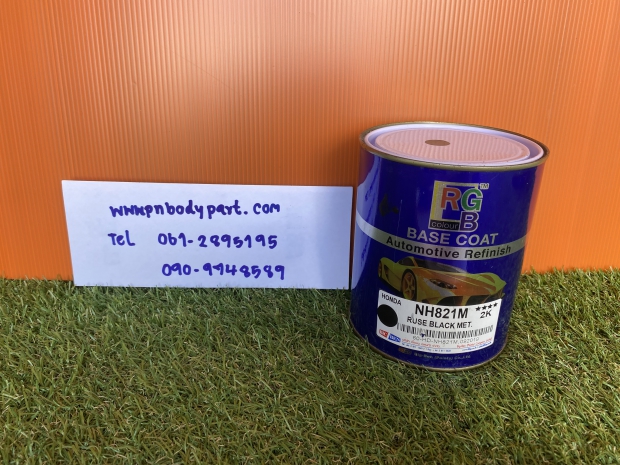 www.pnbodypart.com
Tel 061-2895195
090-9948589
RGB
TM
colour
BASE COAT
Automotive Refinish
HONDA
NH821M
★★★★
2K
RUSE BLACK MET.